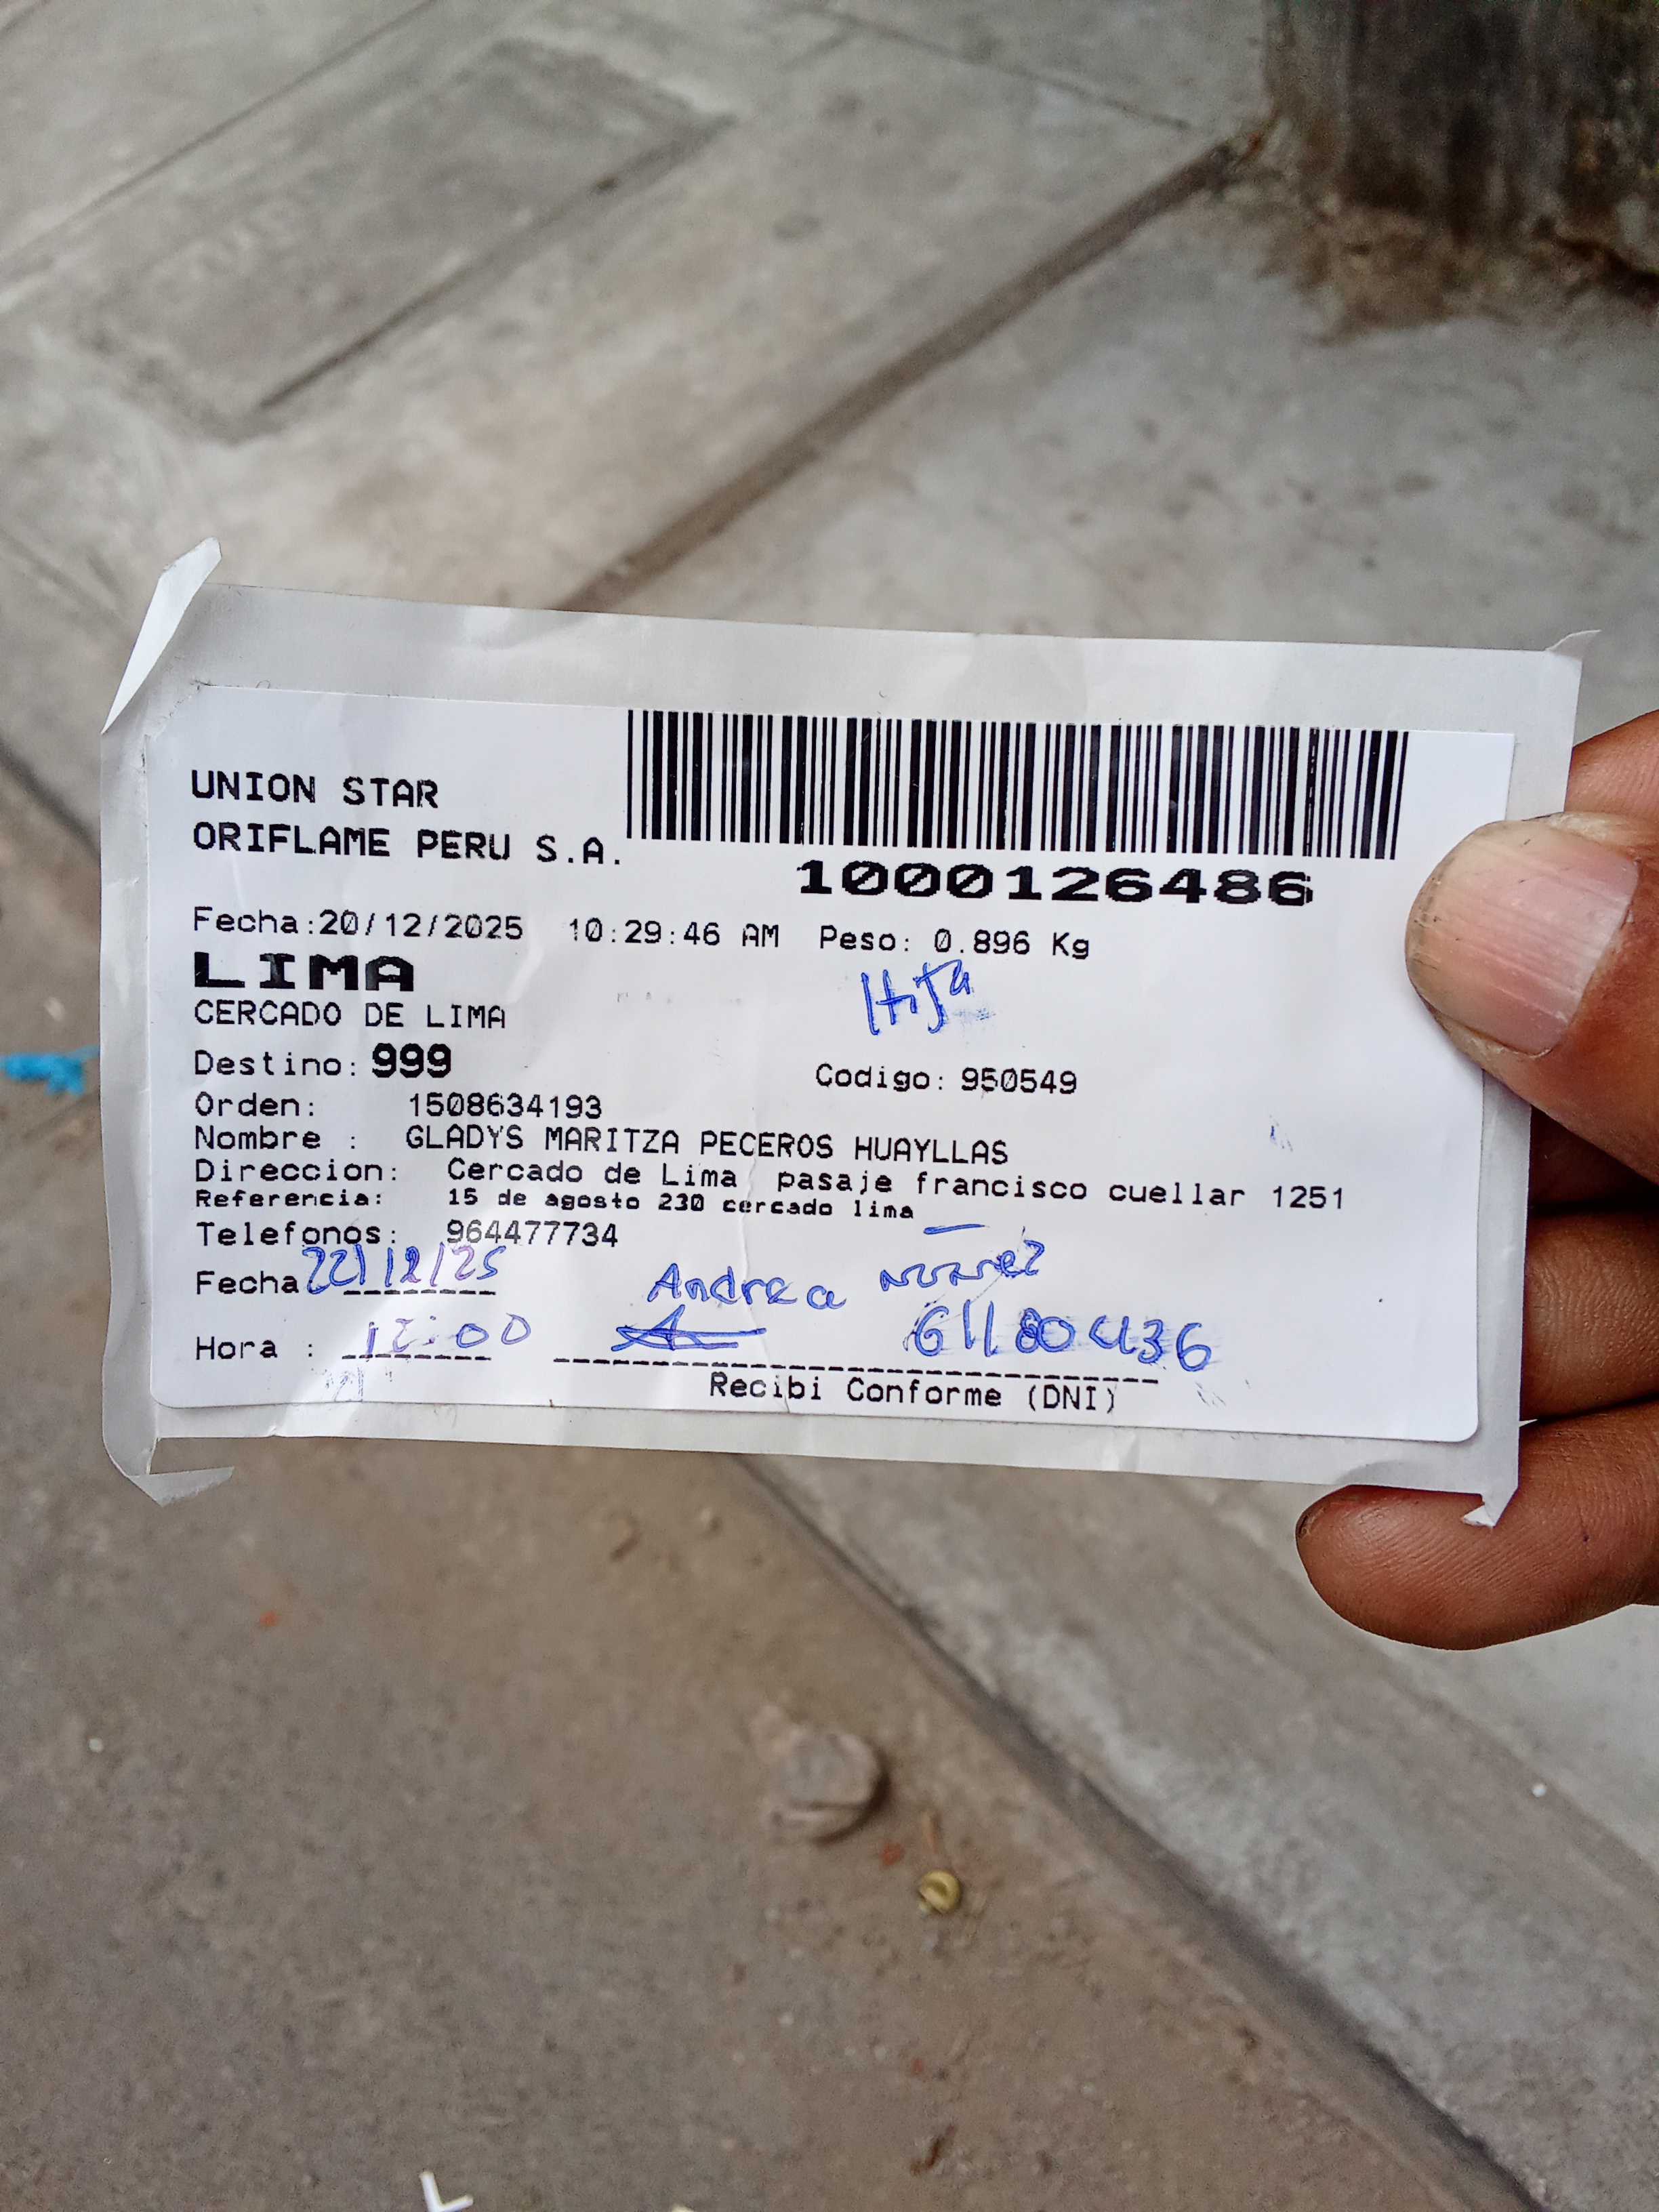 UNION STAR
ORIFLAME PERU S.A.
1000126486
Fecha:20/12/2025 10:29:46 AM Peso: 0.896 Kg
LIMA
Hija
CERCADO DE LIMA
Destino: 999 Codigo: 950549
Orden: 1508634193
Nombre : GLADYS MARITZA PECEROS HUAYLLAS
Direccion: Cercado de Lima pasaje francisco cuellar 1251
Referencia: 15 de agosto 230 cercado lima
Telefonos: 964477734
Fecha 22/12/25 Andrea Nuñez
Hora : 12:00 61180436
Recibi Conforme (DNI)